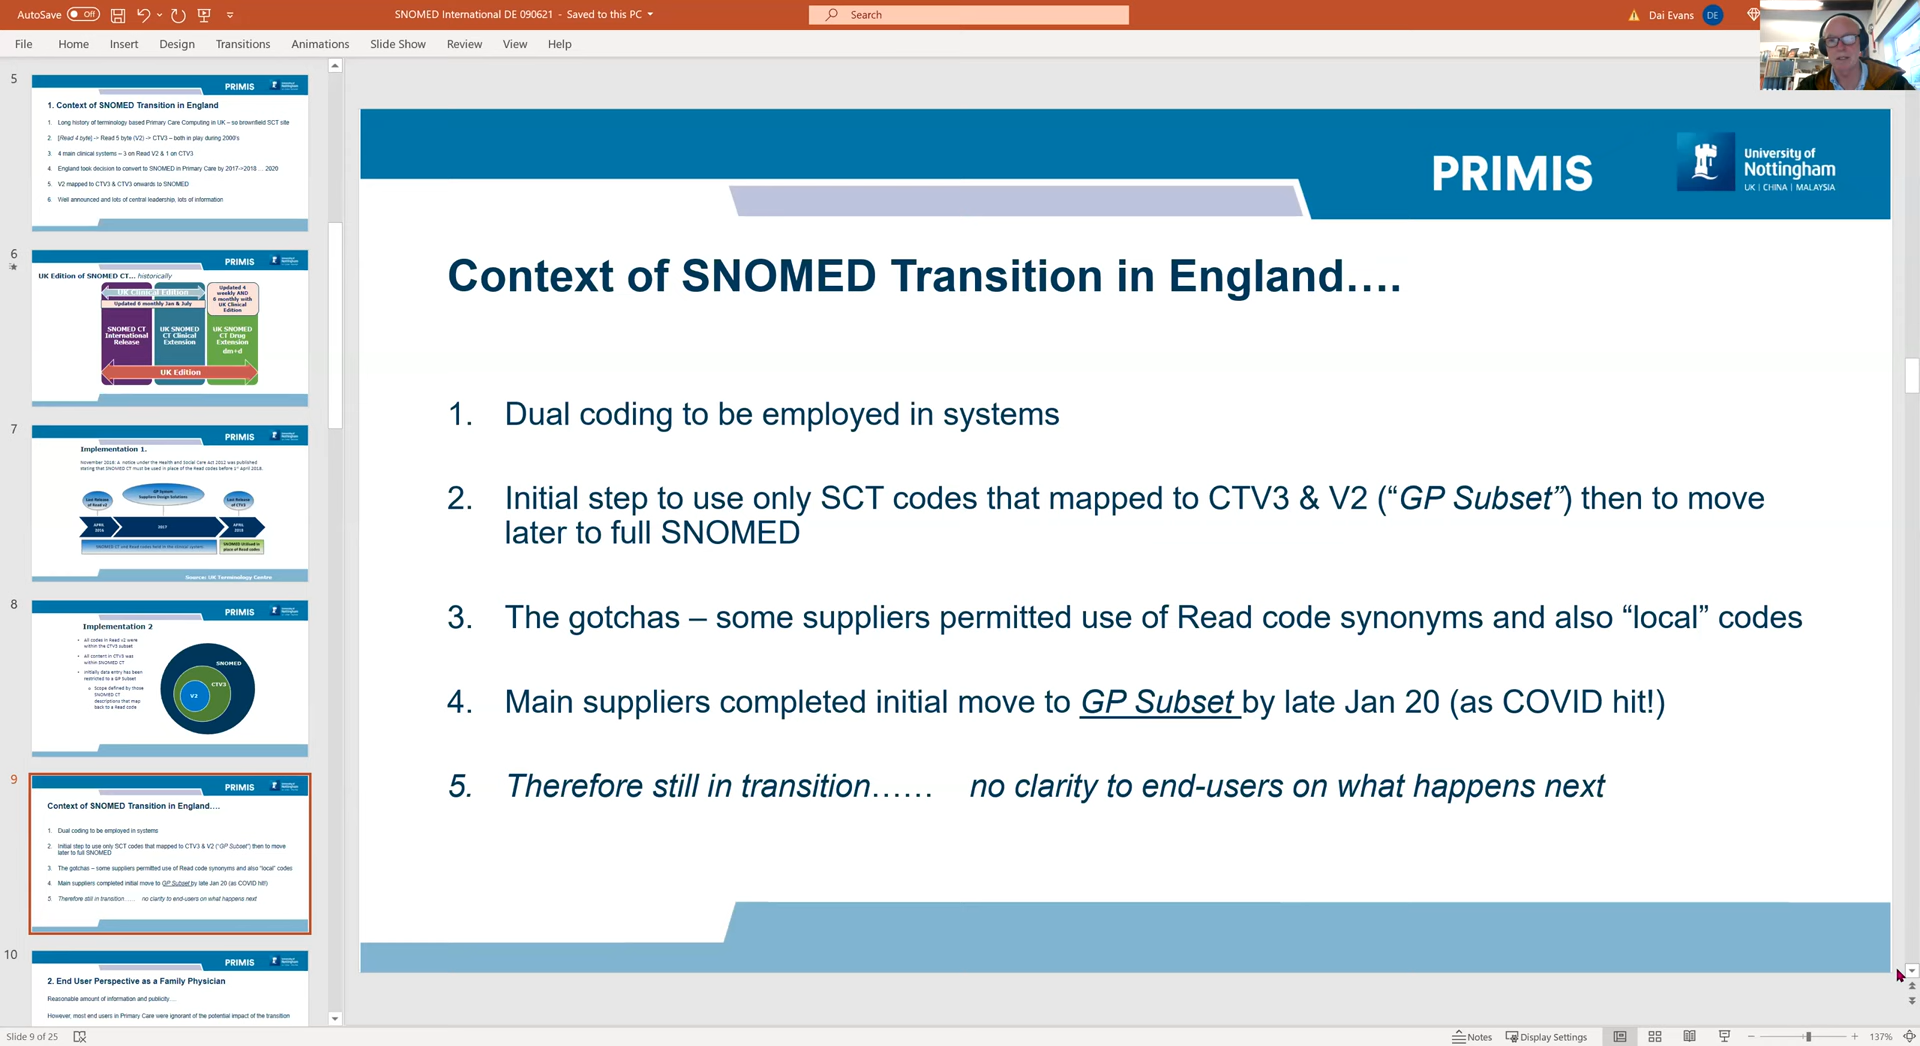 AutoSave Off
SNOMED International DE 090621 - Saved to this PC
Search
Dai Evans DE
File Home Insert Design Transitions Animations Slide Show Review View Help
5
PRIMIS
1. Context of SNOMED Transition in England
1. Long history of terminology based Primary Care Computing in UK – so brownfield SCT site
2. [Read 4 byte] -> Read 5 byte (V2) -> CTV3 – both in play during 2000's
3. 4 main clinical systems – 3 on Read V2 & 1 on CTV3
4. England took decision to convert to SNOMED in Primary Care by 2017->2018 … 2020
5. V2 mapped to CTV3 & CTV3 onwards to SNOMED
6. Well announced and lots of central leadership, lots of information
6
PRIMIS
UK Edition of SNOMED CT... historically
UK Clinical Edition
Updated 6 monthly Jan & July
Updated 4
weekly AND
6 monthly with
UK Clinical
Edition
SNOMED CT
International
Release
UK SNOMED
CT Clinical
Extension
UK SNOMED
CT Drug
Extension
dm+d
UK Edition
7
PRIMIS
Implementation 1.
November 2016: A notice under the Health and Social Care Act 2012 was published
stating that SNOMED CT must be used in place of the Read codes before 1st April 2018.
Last Release
of Read v2
GP System
Suppliers Design Solutions
Last Release
of CTV3
APRIL
2016
2017
APRIL
2018
SNOMED CT and Read codes held in the clinical system
SNOMED Utilised in
place of Read codes
Source: UK Terminology Centre
8
PRIMIS
Implementation 2
• All codes in Read v2 were
within the CTV3 subset
• All content in CTV3 was
within SNOMED CT
• Initially data entry has been
restricted to a GP Subset
Scope defined by those
SNOMED CT
descriptions that map
back to a Read code
SNOMED
CTV3
V2
9
PRIMIS
Context of SNOMED Transition in England....
1. Dual coding to be employed in systems
2. Initial step to use only SCT codes that mapped to CTV3 & V2 ("GP Subset") then to move
later to full SNOMED
3. The gotchas – some suppliers permitted use of Read code synonyms and also "local" codes
4. Main suppliers completed initial move to GP Subset by late Jan 20 (as COVID hit!)
5. Therefore still in transition...... no clarity to end-users on what happens next
10
PRIMIS
2. End User Perspective as a Family Physician
Reasonable amount of information and publicity....
However, most end users in Primary Care were ignorant of the potential impact of the transition
PRIMIS
University of
Nottingham
UK | CHINA | MALAYSIA
Context of SNOMED Transition in England....
1. Dual coding to be employed in systems
2. Initial step to use only SCT codes that mapped to CTV3 & V2 (“GP Subset”) then to move
later to full SNOMED
3. The gotchas – some suppliers permitted use of Read code synonyms and also “local” codes
4. Main suppliers completed initial move to GP Subset by late Jan 20 (as COVID hit!)
5. Therefore still in transition...... no clarity to end-users on what happens next
Slide 9 of 25
Notes Display Settings 137%